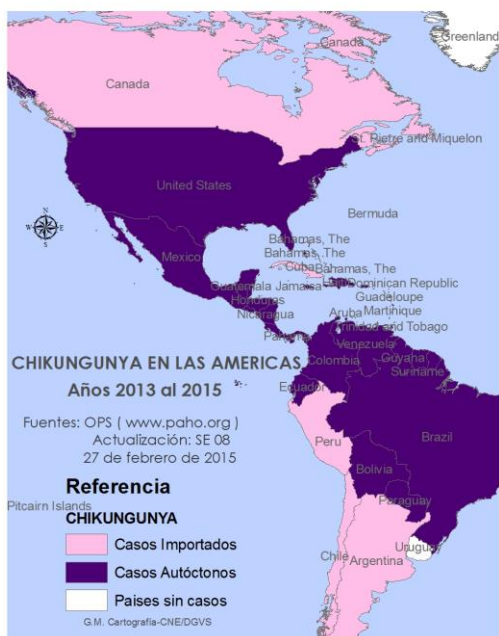 Greenland
Canada
Canada
St. Pierre and Miquelon
United States
Bermuda
Bahamas, The
Bahamas, The
Mexico
Cuba
Bahamas, The
Guatemala
Jamaica
Haiti
Dominican Republic
Honduras
Guadeloupe
Nicaragua
Aruba
Martinique
Panama
Trinidad and Tobago
Venezuela
CHIKUNGUNYA EN LAS AMERICAS
Colombia
Guyana
Suriname
Años 2013 al 2015
Ecuador
Fuentes: OPS ( www.paho.org )
Actualización: SE 08
27 de febrero de 2015
Peru
Brazil
Bolivia
Referencia
Pitcairn Islands
Paraguay
CHIKUNGUNYA
Casos Importados
Chile
Argentina
Uruguay
Casos Autóctonos
Paises sin casos
G.M. Cartografía-CNE/DGVS